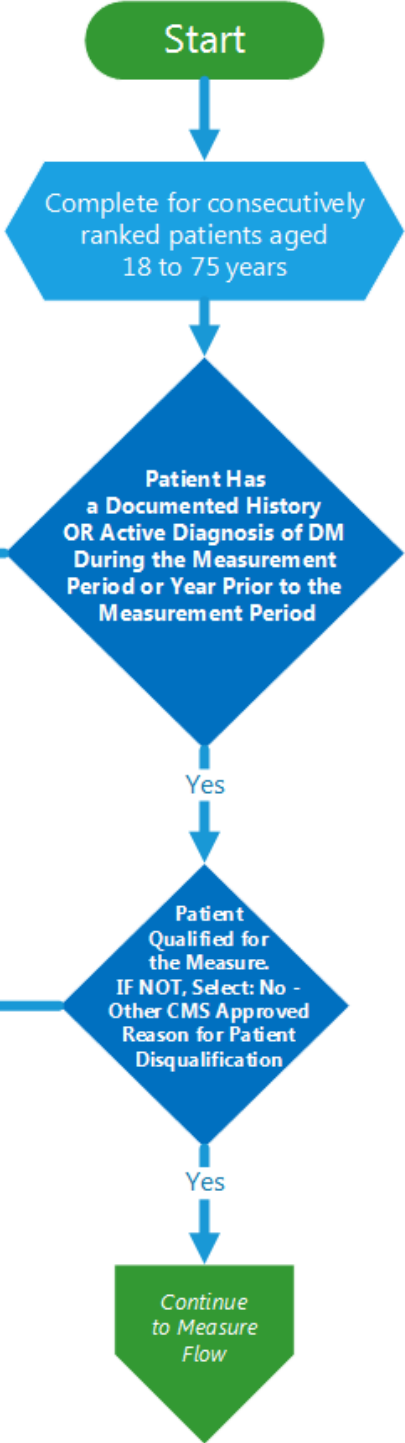 Start
Complete for consecutively
ranked patients aged
18 to 75 years
Patient Has
a Documented History
OR Active Diagnosis of DM
During the Measurement
Period or Year Prior to the
Measurement Period
Yes
Patient
Qualified for
the Measure.
IF NOT, Select: No -
Other CMS Approved
Reason for Patient
Disqualification
Yes
Continue
to Measure
Flow